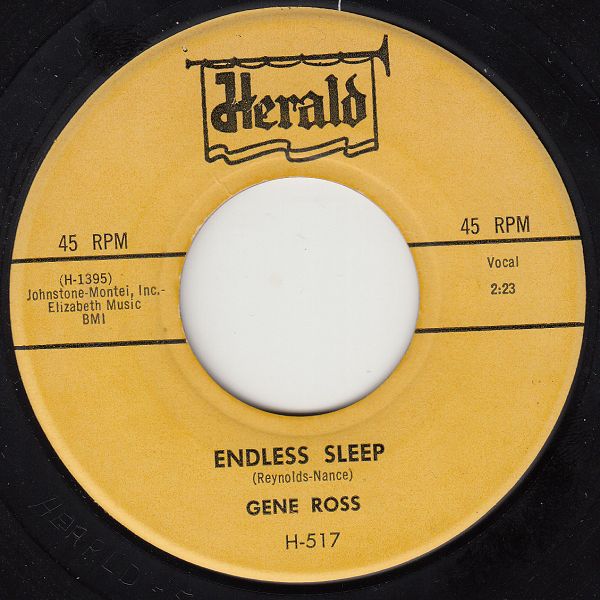 Herald
45 RPM
45 RPM
(H-1395)
Johnstone-Montei, Inc.-
Elizabeth Music
BMI
Vocal
2:23
ENDLESS SLEEP
(Reynolds-Nance)
GENE ROSS
H-517